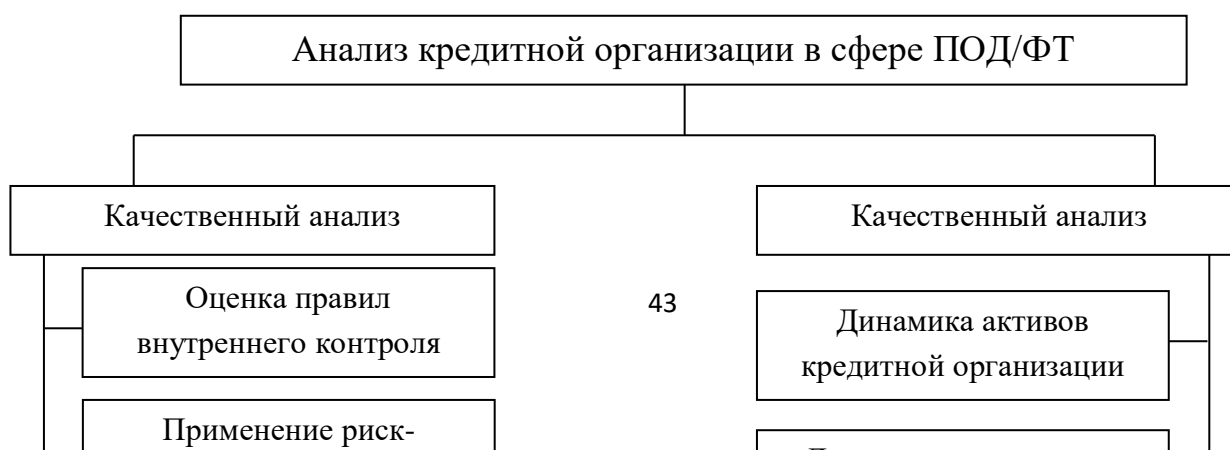 Анализ кредитной организации в сфере ПОД/ФТ
Качественный анализ
Оценка правил
внутреннего контроля
Применение риск-
43
Качественный анализ
Динамика активов
кредитной организации